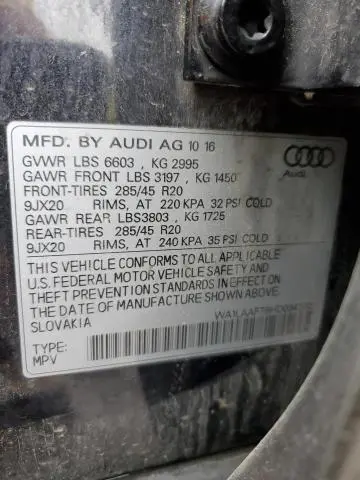 MFD. BY AUDI AG 10 16
GVWR LBS 6603 , KG 2995
GAWR FRONT LBS 3197 , KG 1450
FRONT-TIRES 285/45 R20
9JX20 RIMS, AT 220 KPA 32 PSI COLD
GAWR REAR LBS3803 , KG 1725
REAR-TIRES 285/45 R20
9JX20 RIMS, AT 240 KPA 35 PSI COLD
Audi
THIS VEHICLE CONFORMS TO ALL APPLICABLE
U.S. FEDERAL MOTOR VEHICLE SAFETY AND
THEFT PREVENTION STANDARDS IN EFFECT ON
THE DATE OF MANUFACTURE SHOWN ABOVE.
SLOVAKIA
TYPE:
MPV